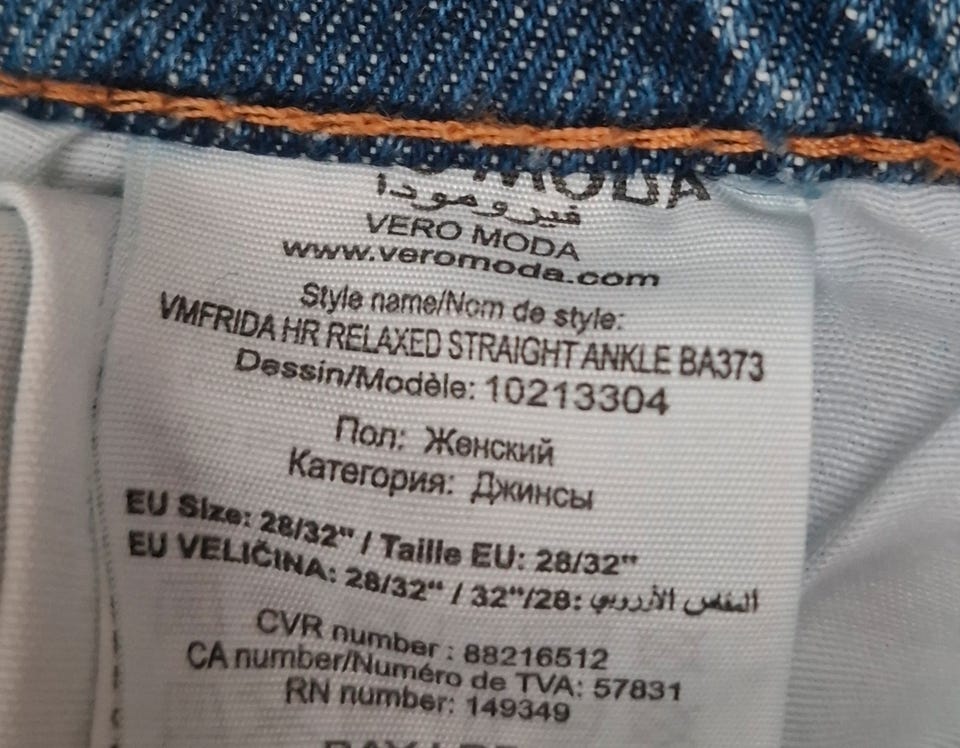 MODA
فيرومودا
VERO MODA
www.veromoda.com
Style name/Nom de style:
VMFRIDA HR RELAXED STRAIGHT ANKLE BA373
Dessin/Modèle: 10213304
Пол: Женский
Категория: Джинсы
EU Size: 28/32" / Taille EU: 28/32"
EU VELIČINA: 28/32" / 32"/28: المقاس الأوروبي
CVR number : 88216512
CA number/Numéro de TVA: 57831
RN number: 149349